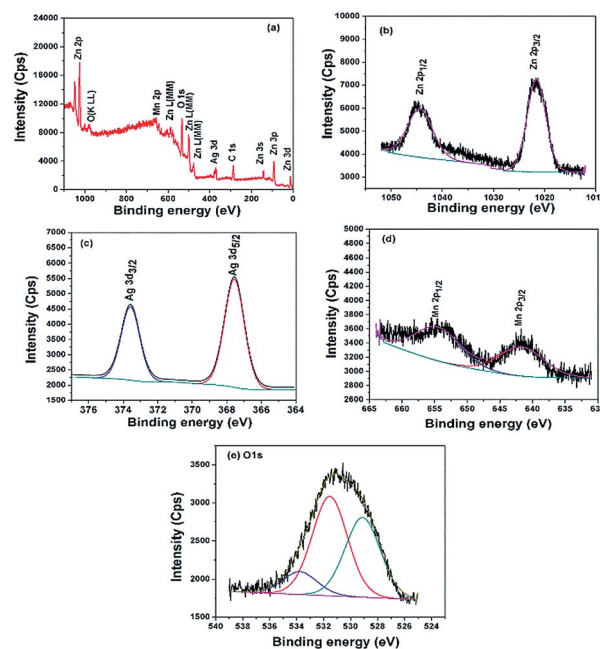 (a)
24000
20000
16000
12000
8000
4000
0
Intensity (Cps)
Zn 2p
O(K LL)
Mn 2p
Zn L(MM)
O 1s
Zn L(MM)
Zn L(MM)
Ag 3d
C 1s
Zn 3s
Zn 3p
Zn 3d
1000 800 600 400 200 0
Binding energy (eV)
(b)
10000
9000
8000
7000
6000
5000
4000
3000
Intensity (Cps)
Zn 2p1/2
Zn 2p3/2
1050 1040 1030 1020 101
Binding energy (eV)
(c)
7000
6500
6000
5500
5000
4500
4000
3500
3000
2500
2000
1500
Intensity (Cps)
Ag 3d3/2
Ag 3d5/2
376 374 372 370 368 366 364
Binding energy (eV)
(d)
5000
4800
4600
4400
4200
4000
3800
3600
3400
3200
3000
2800
2600
Intensity (Cps)
Mn 2p1/2
Mn 2p3/2
665 660 655 650 645 640 635 63
Binding energy (eV)
(e) O1s
3500
3000
2500
2000
1500
Intensity (Cps)
540 538 536 534 532 530 528 526 524
Binding energy (eV)